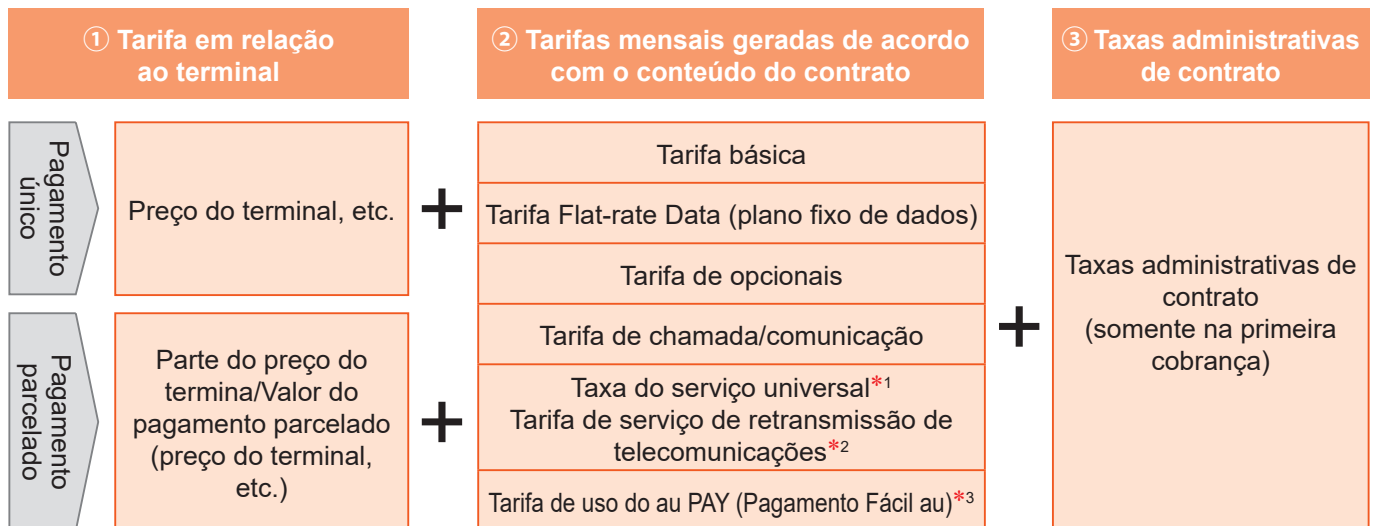 ① Tarifa em relação
ao terminal
② Tarifas mensais geradas de acordo
com o conteúdo do contrato
③ Taxas administrativas
de contrato
Pagamento
único
Preço do terminal, etc.
+
Tarifa básica
Tarifa Flat-rate Data (plano fixo de dados)
Tarifa de opcionais
Tarifa de chamada/comunicação
Taxa do serviço universal*1
Tarifa de serviço de retransmissão de
telecomunicações*2
Tarifa de uso do au PAY (Pagamento Fácil au)*3
+
Taxas administrativas de
contrato
(somente na primeira
cobrança)
Pagamento
parcelado
Parte do preço do
termina/Valor do
pagamento parcelado
(preço do terminal,
etc.)
+